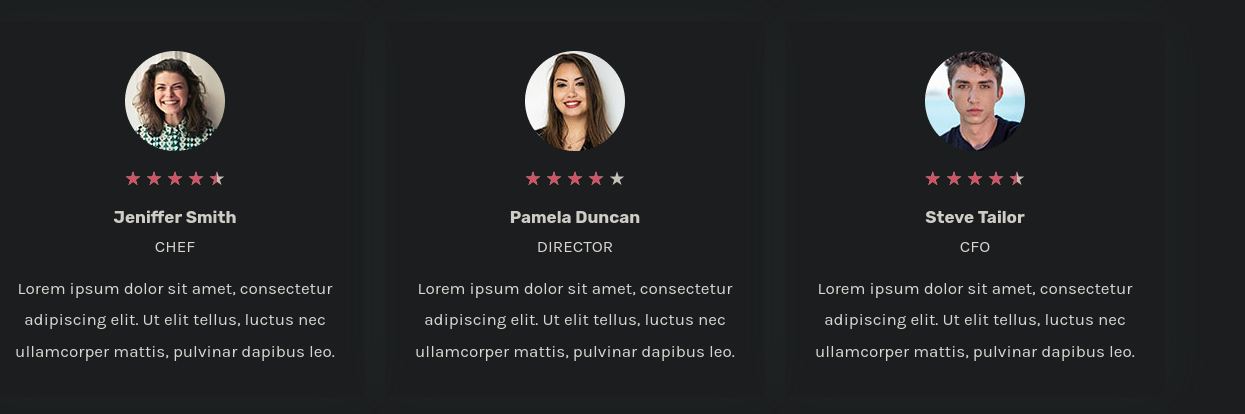 Jeniffer Smith
CHEF
Lorem ipsum dolor sit amet, consectetur
adipiscing elit. Ut elit tellus, luctus nec
ullamcorper mattis, pulvinar dapibus leo.
Pamela Duncan
DIRECTOR
Lorem ipsum dolor sit amet, consectetur
adipiscing elit. Ut elit tellus, luctus nec
ullamcorper mattis, pulvinar dapibus leo.
Steve Tailor
CFO
Lorem ipsum dolor sit amet, consectetur
adipiscing elit. Ut elit tellus, luctus nec
ullamcorper mattis, pulvinar dapibus leo.